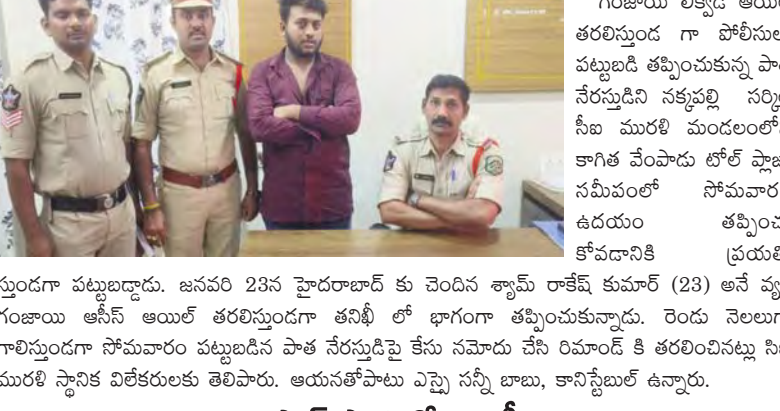 గంజాయి లిక్విడ్ ఆయిల్
తరలిస్తుండ గా పోలీసుల
పట్టుబడి తప్పించుకున్న పాత
నేరస్తుడిని నక్కపల్లి సర్కిల్
సీఐ మురళి మండలంలో
కాగిత వేంపాడు టోల్ ప్లాజా
సమీపంలో సోమవార
ఉదయం తప్పించు
కోవడానికి ప్రయతి
స్తుండగా పట్టుబడ్డాడు. జనవరి 23న హైదరాబాద్ కు చెందిన శ్యామ్ రాకేష్ కుమార్ (23) అనే వ్య
గంజాయి ఆసీస్ ఆయిల్ తరలిస్తుండగా తనిఖీ లో భాగంగా తప్పించుకున్నాడు. రెండు నెలలుగ
గాలిస్తుండగా సోమవారం పట్టుబడిన పాత నేరస్తుడిపై కేసు నమోదు చేసి రిమాండ్ కి తరలించినట్లు సీఐ
మురళి స్థానిక విలేకరులకు తెలిపారు. ఆయనతోపాటు ఎస్సై సన్నీ బాబు, కానిస్టేబుల్ ఉన్నారు.